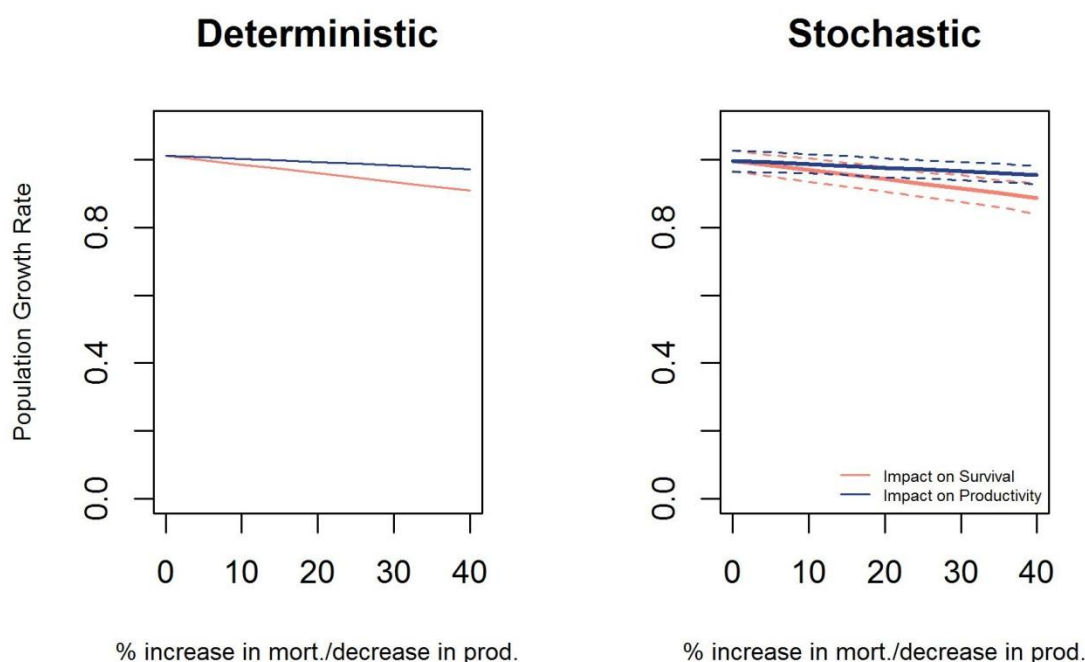 Deterministic
Stochastic
Population Growth Rate
0.8
0.4
0.0
0 10 20 30 40
% increase in mort./decrease in prod.
0.8
0.4
0.0
Impact on Survival
Impact on Productivity
0 10 20 30 40
% increase in mort./decrease in prod.